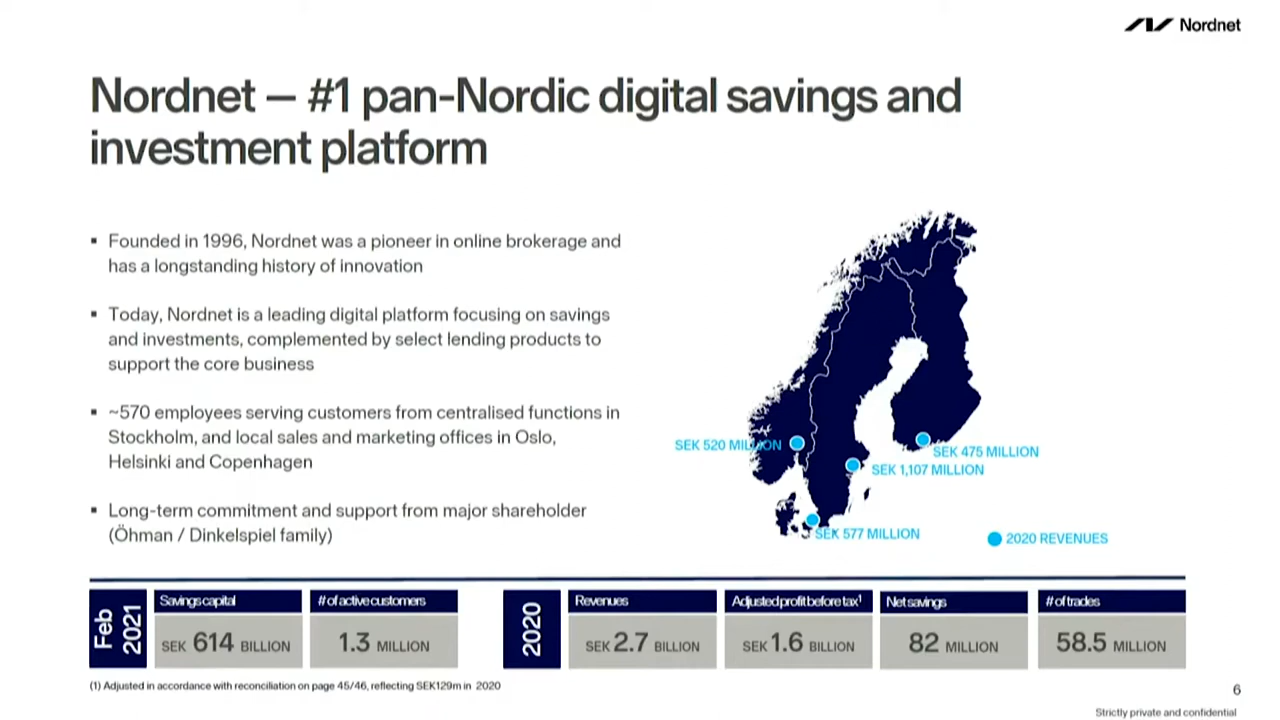 Nordnet
Nordnet – #1 pan-Nordic digital savings and
investment platform
▪ Founded in 1996, Nordnet was a pioneer in online brokerage and
has a longstanding history of innovation
▪ Today, Nordnet is a leading digital platform focusing on savings
and investments, complemented by select lending products to
support the core business
▪ ~570 employees serving customers from centralised functions in
Stockholm, and local sales and marketing offices in Oslo,
Helsinki and Copenhagen
▪ Long-term commitment and support from major shareholder
(Öhman / Dinkelspiel family)
SEK 520 MILLION
SEK 475 MILLION
SEK 1,107 MILLION
SEK 577 MILLION
2020 REVENUES
Feb
2021
Savings capital
SEK 614 BILLION
# of active customers
1.3 MILLION
2020
Revenues
SEK 2.7 BILLION
Adjusted profit before tax¹
SEK 1.6 BILLION
Net savings
82 MILLION
# of trades
58.5 MILLION
(1) Adjusted in accordance with reconciliation on page 45/46, reflecting SEK129m in 2020
6
Strictly private and confidential